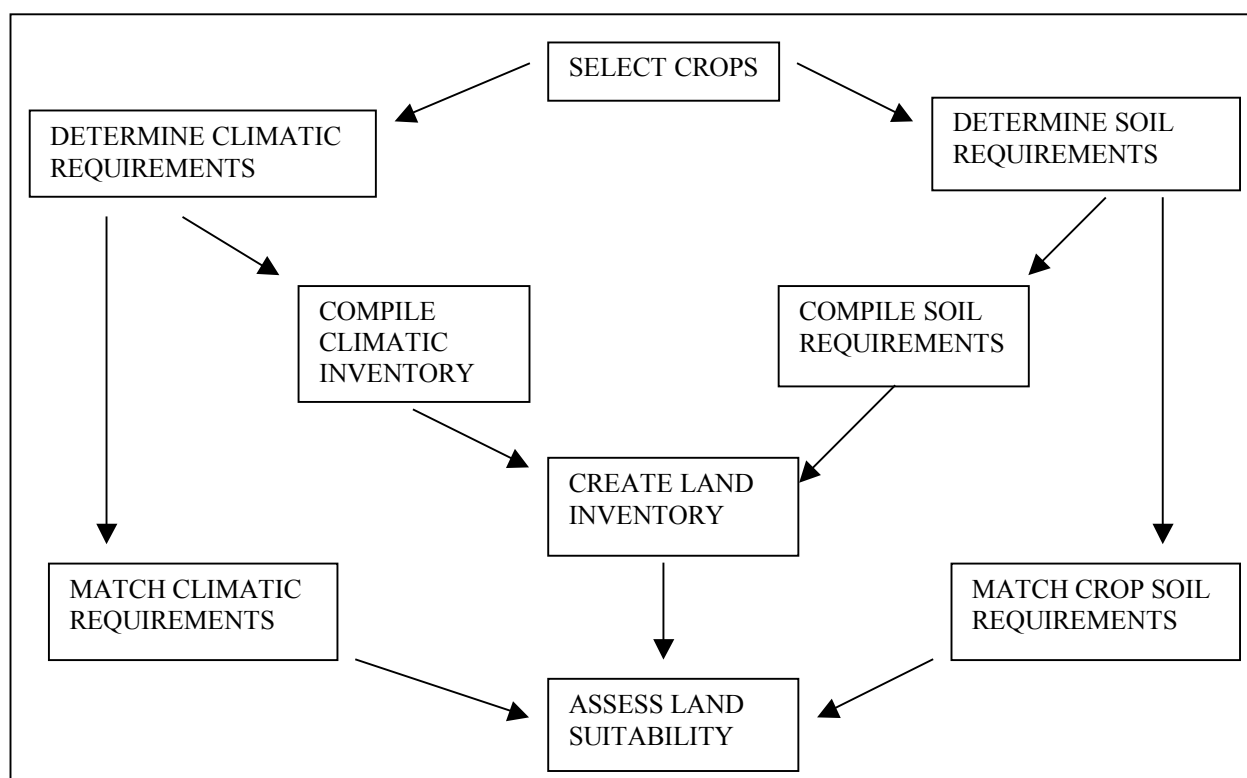 SELECT CROPS
DETERMINE CLIMATIC
REQUIREMENTS
DETERMINE SOIL
REQUIREMENTS
COMPILE
CLIMATIC
INVENTORY
COMPILE SOIL
REQUIREMENTS
CREATE LAND
INVENTORY
MATCH CLIMATIC
REQUIREMENTS
MATCH CROP SOIL
REQUIREMENTS
ASSESS LAND
SUITABILITY